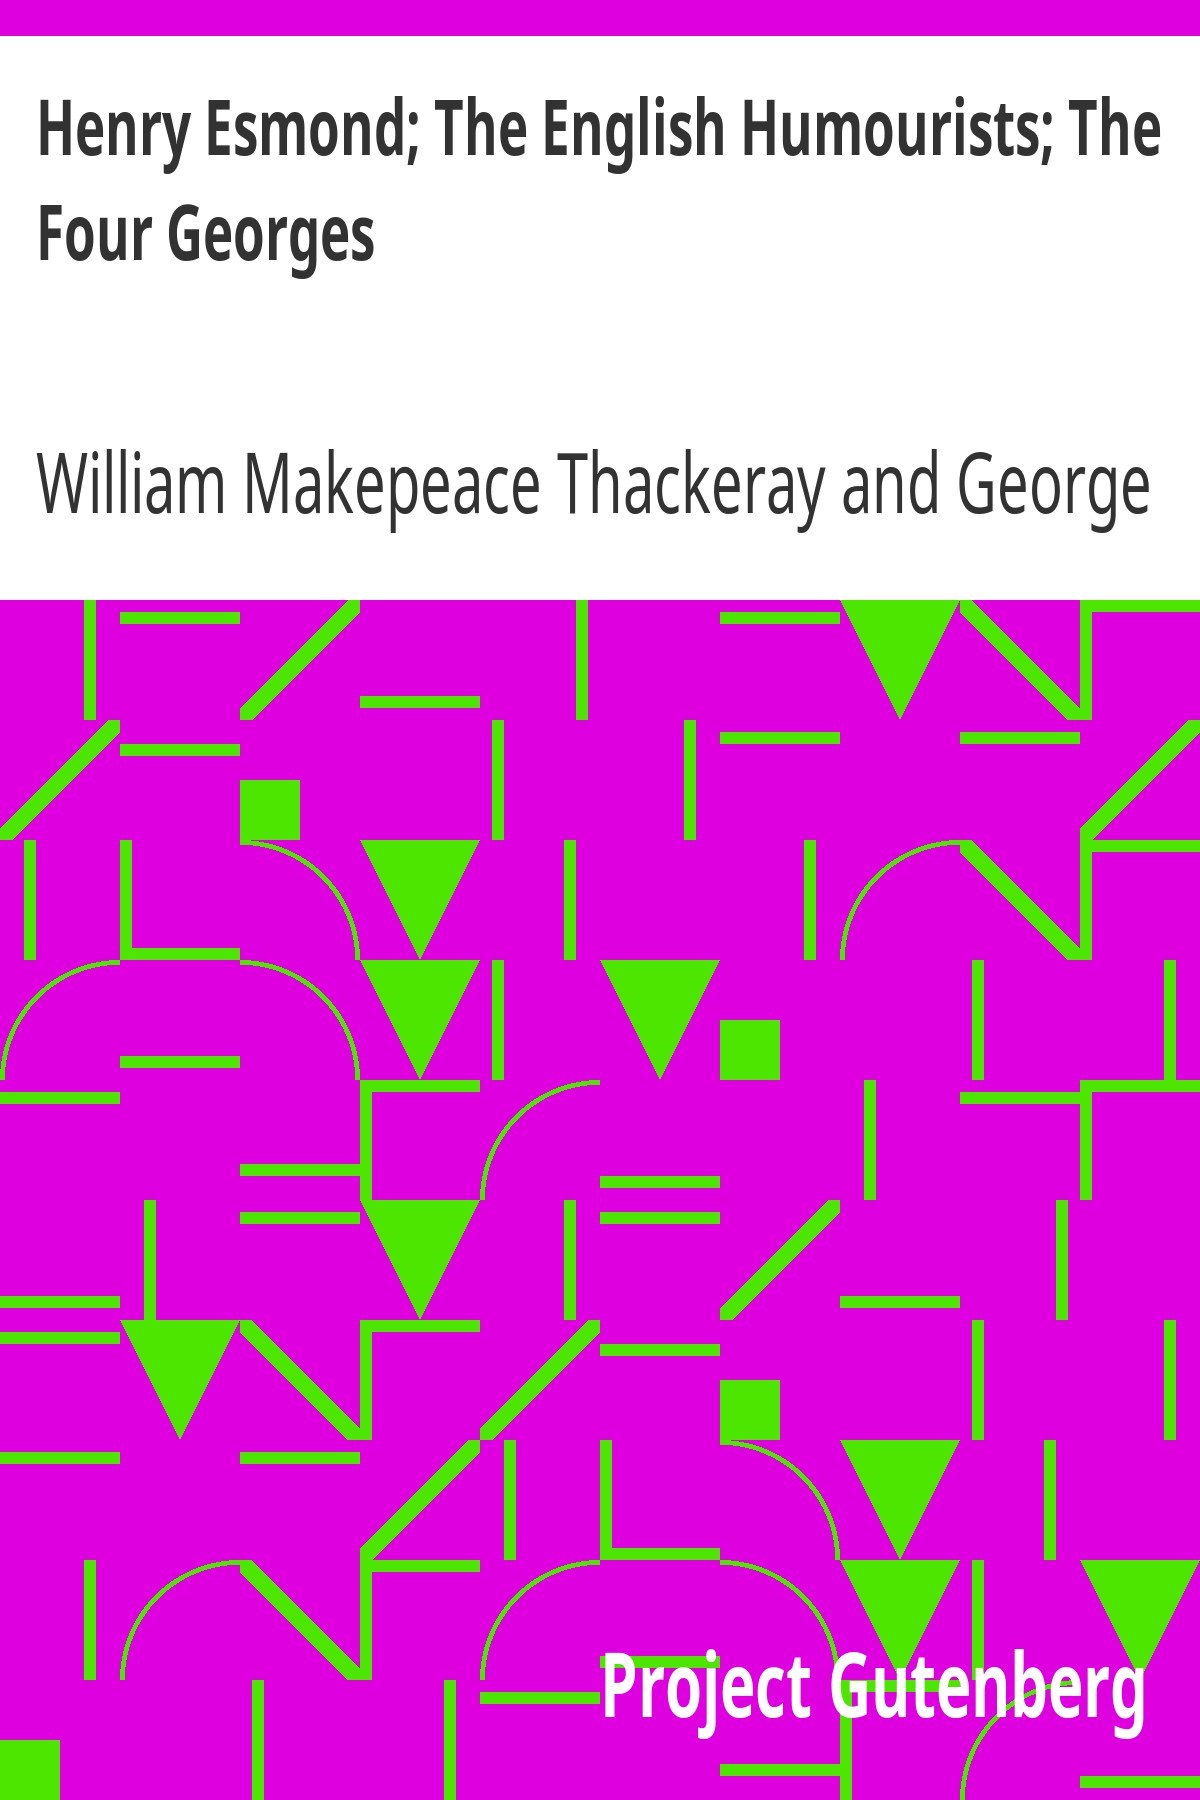 Henry Esmond; The English Humourists; The
Four Georges
William Makepeace Thackeray and George
Project Gutenberg